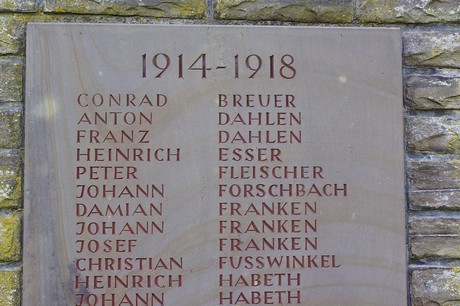 1914-1918
CONRAD BREUER
ANTON DAHLEN
FRANZ DAHLEN
HEINRICH ESSER
PETER FLEISCHER
JOHANN FORSCHBACH
DAMIAN FRANKEN
JOHANN FRANKEN
JOSEF FRANKEN
CHRISTIAN FUSSWINKEL
HEINRICH HABETH
JOHANN HABETH